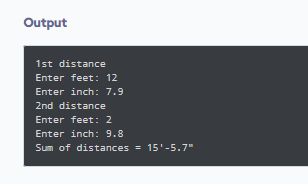 Output
1st distance
Enter feet: 12
Enter inch: 7.9
2nd distance
Enter feet: 2
Enter inch: 9.8
Sum of distances = 15'-5.7"